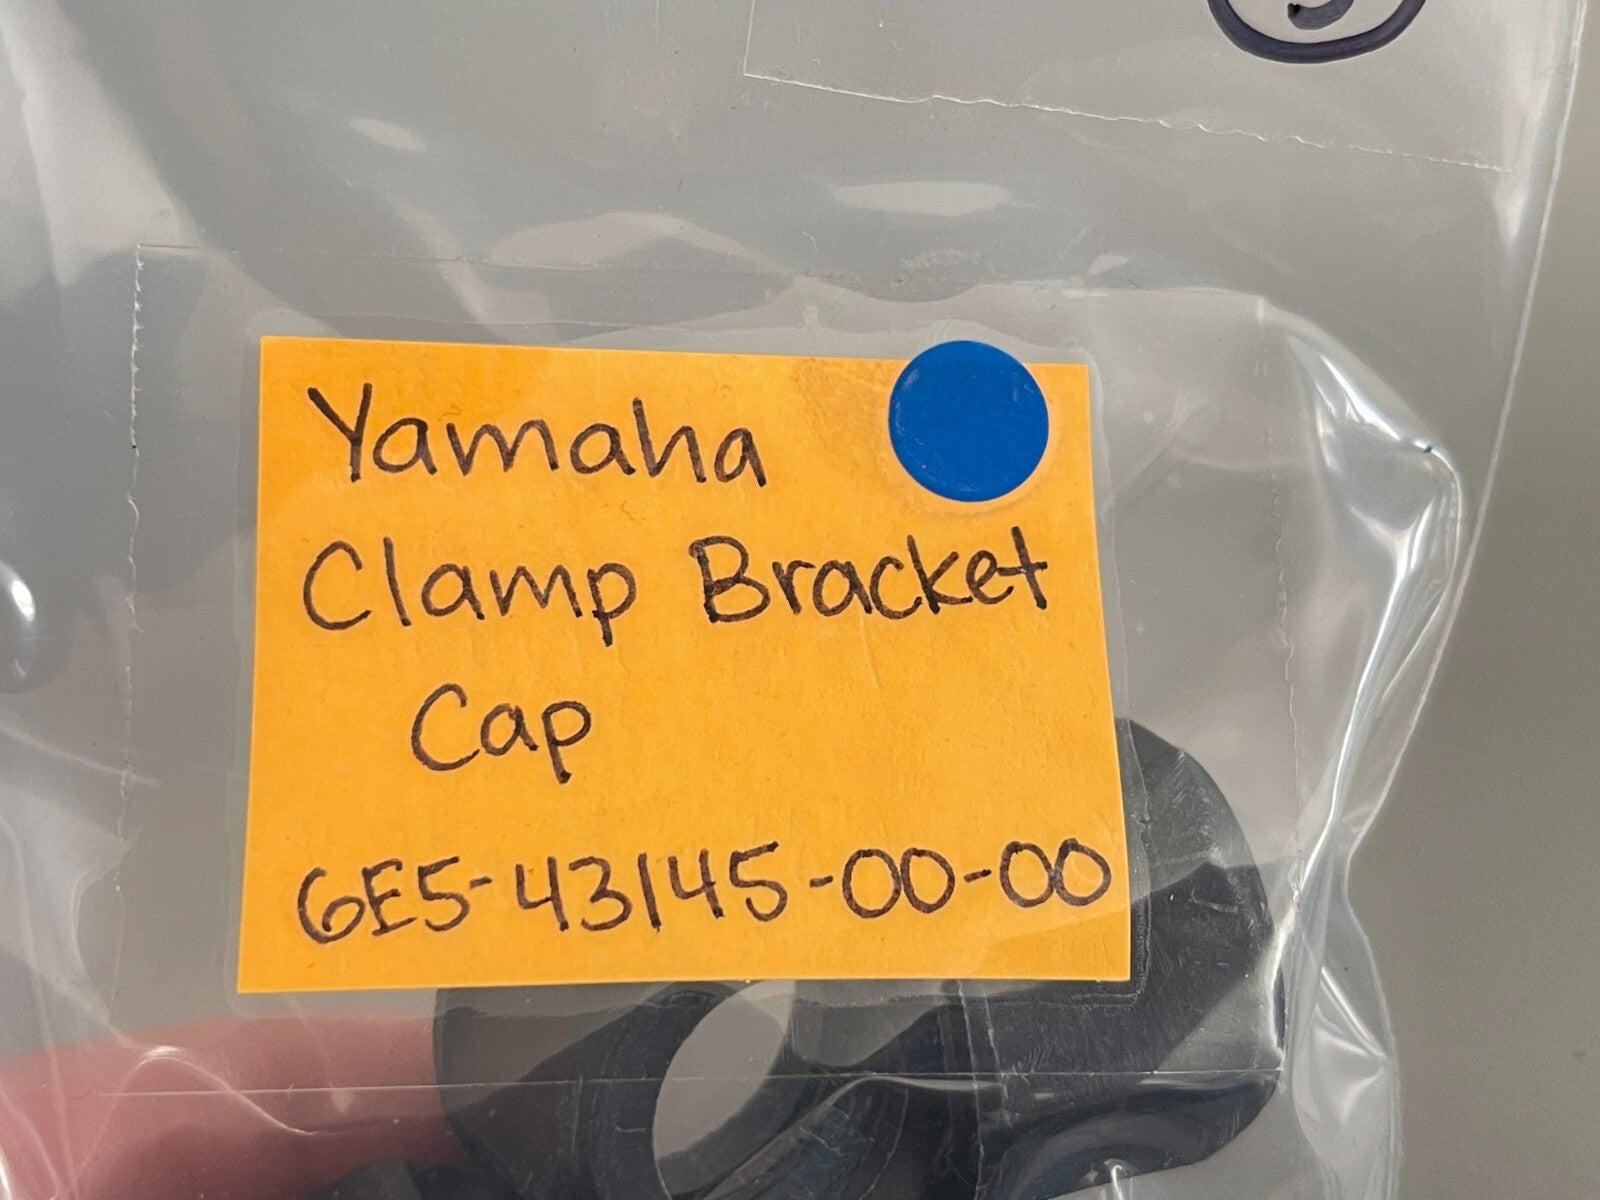 Yamaha
Clamp Bracket
Cap
6E5-43145-00-00